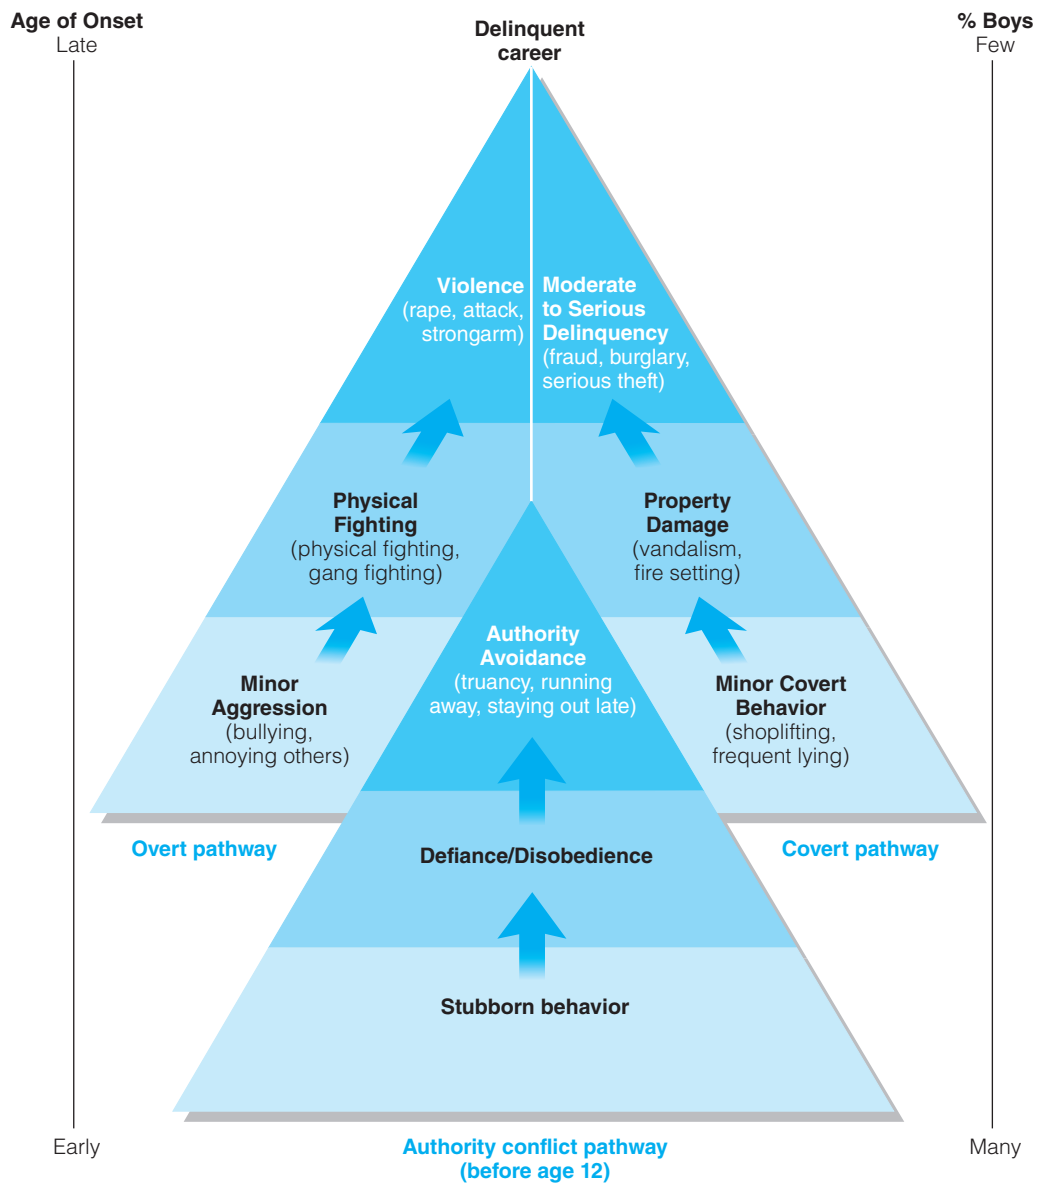 Age of Onset
Late
Delinquent
career
% Boys
Few
Violence
(rape, attack,
strongarm)
Moderate
to Serious
Delinquency
(fraud, burglary,
serious theft)
Physical
Fighting
(physical fighting,
gang fighting)
Property
Damage
(vandalism,
fire setting)
Authority
Avoidance
(truancy, running
away, staying out late)
Minor
Aggression
(bullying,
annoying others)
Minor Covert
Behavior
(shoplifting,
frequent lying)
Overt pathway
Covert pathway
Defiance/Disobedience
Stubborn behavior
Early
Authority conflict pathway
(before age 12)
Many